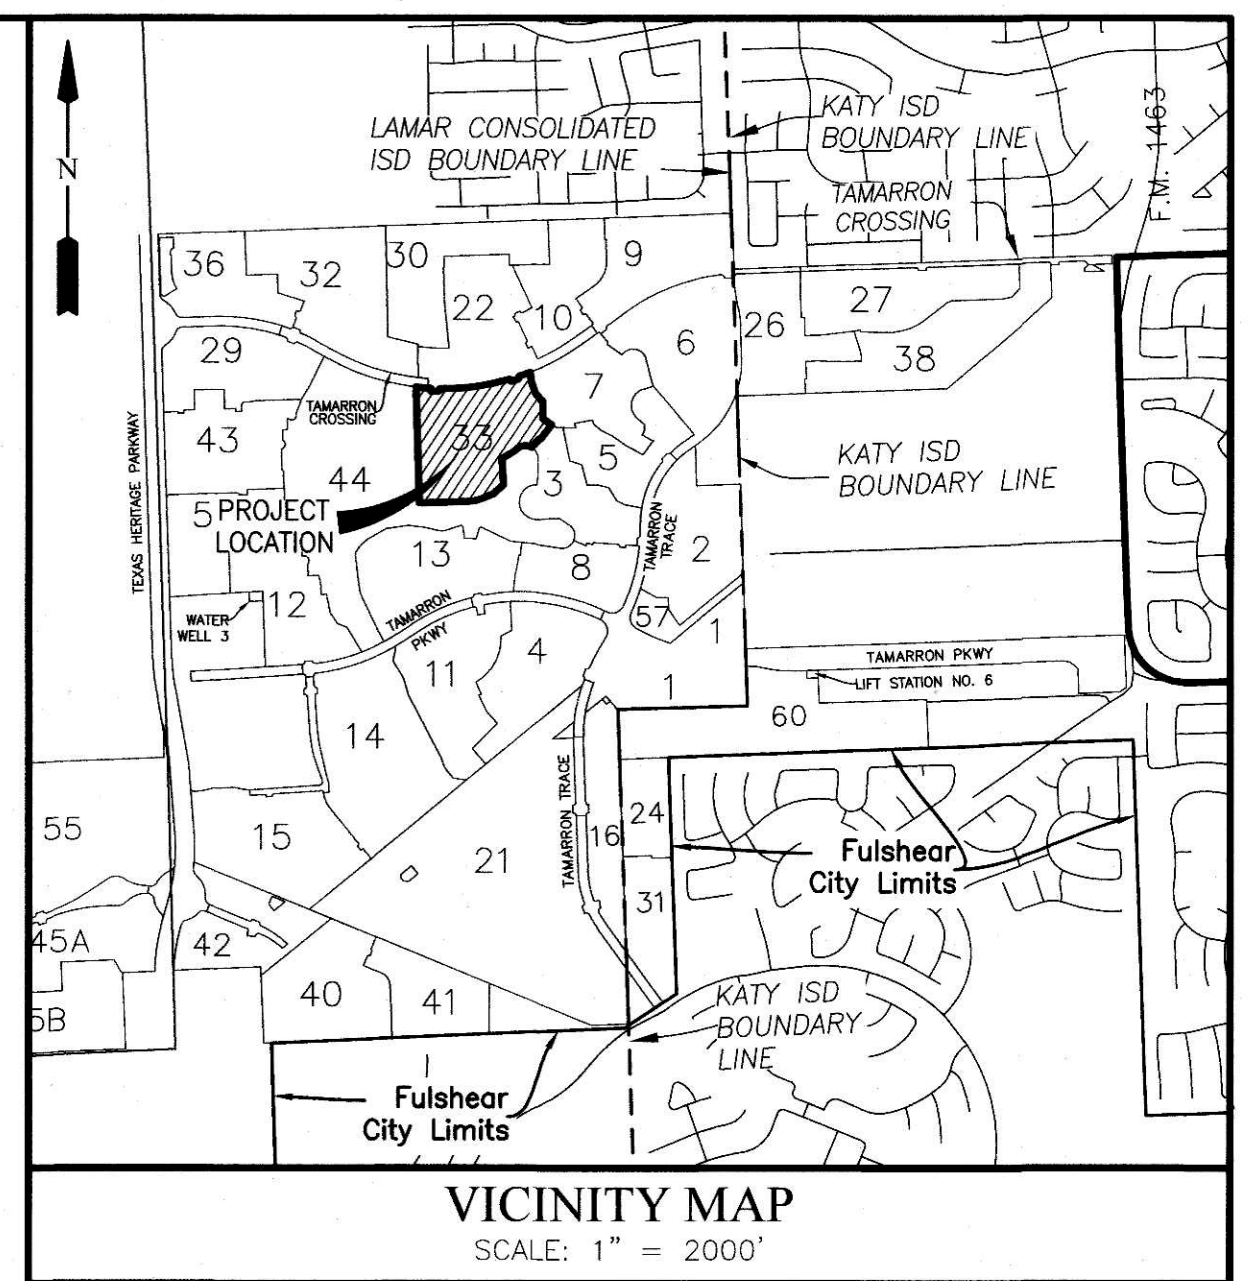 N
LAMAR CONSOLIDATED
ISD BOUNDARY LINE
KATY ISD
BOUNDARY LINE
F.M. 1463
TAMARRON
CROSSING
36
32
30
9
22
10
27
26
6
29
38
7
TAMARRON
CROSSING
33
43
5
44
3
KATY ISD
BOUNDARY LINE
TEXAS HERITAGE PARKWAY
5
PROJECT
LOCATION
TAMARRON
TRACE
2
13
8
12
WATER
WELL 3
TAMARRON
PKWY
57
1
4
11
TAMARRON PKWY
LIFT STATION NO. 6
1
60
14
TAMARRON TRACE
24
55
15
16
21
Fulshear
City Limits
31
45A
42
40
41
5B
KATY ISD
BOUNDARY
LINE
Fulshear
City Limits
VICINITY MAP
SCALE: 1" = 2000'